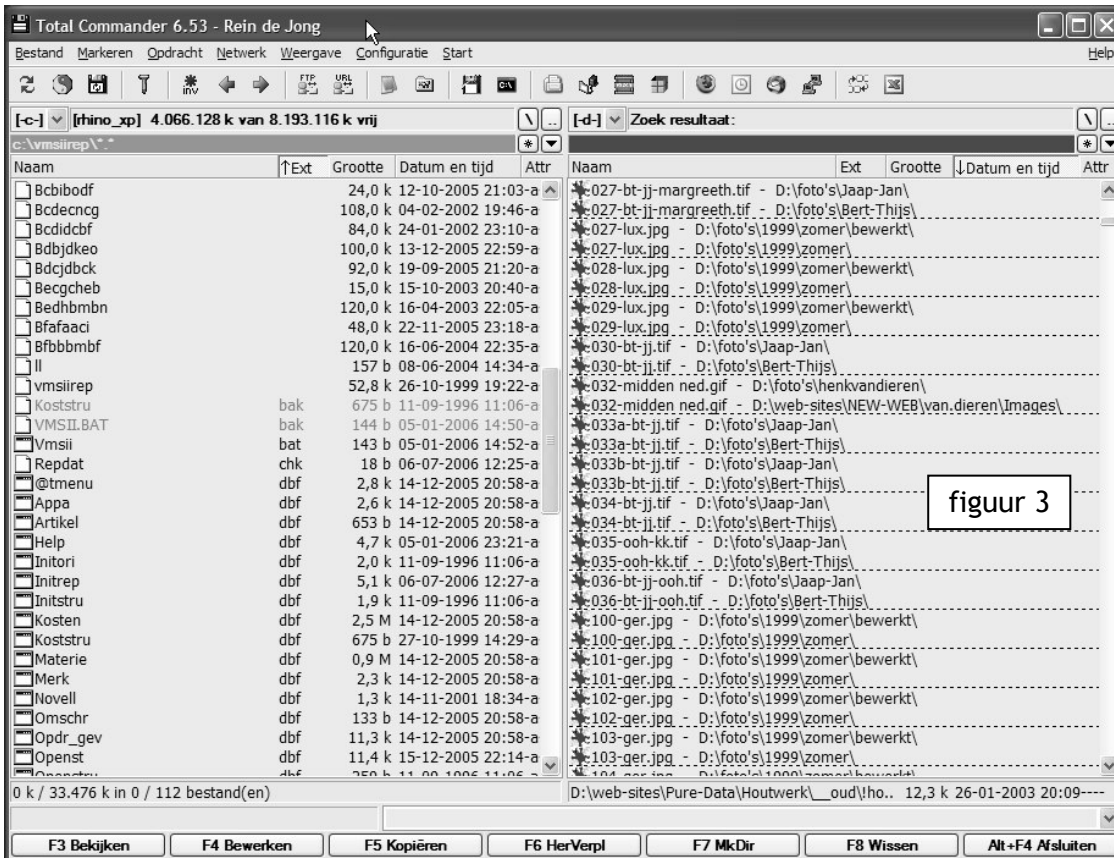 Total Commander 6.53 - Rein de Jong
Bestand Markeren Opdracht Netwerk Weergave Configuratie Start Help
INV FTP URL C:\
[-c-] [rhino_xp] 4.066.128 k van 8.193.116 k vrij \ ..
c:\vmsiirep\*.* *
Naam ↑Ext Grootte Datum en tijd Attr
Bcbibodf 24,0 k 12-10-2005 21:03 -a
Bcdecncg 108,0 k 04-02-2002 19:46 -a
Bcdidcbf 84,0 k 24-01-2002 23:10 -a
Bdbjdkeo 100,0 k 13-12-2005 22:59 -a
Bdcjdbck 92,0 k 19-09-2005 21:20 -a
Becgcheb 15,0 k 15-10-2003 20:40 -a
Bedhbmbn 120,0 k 16-04-2003 22:05 -a
Bfafaaci 48,0 k 22-11-2005 23:18 -a
Bfbbbmbf 120,0 k 16-06-2004 22:35 -a
ll 157 b 08-06-2004 14:34 -a
vmsiirep 52,8 k 26-10-1999 19:22 -a
Koststru bak 675 b 11-09-1996 11:06 -a
VMSII.BAT bak 144 b 05-01-2006 14:50 -a
Vmsii bat 143 b 05-01-2006 14:52 -a
Repdat chk 18 b 06-07-2006 12:25 -a
@tmenu dbf 2,8 k 14-12-2005 20:58 -a
Appa dbf 2,6 k 14-12-2005 20:58 -a
Artikel dbf 653 b 14-12-2005 20:58 -a
Help dbf 4,7 k 05-01-2006 23:21 -a
Initori dbf 2,0 k 11-09-1996 11:06 -a
Initrep dbf 5,1 k 06-07-2006 12:27 -a
Initstru dbf 1,9 k 11-09-1996 11:06 -a
Kosten dbf 2,5 M 14-12-2005 20:58 -a
Koststru dbf 675 b 27-10-1999 14:29 -a
Materie dbf 0,9 M 14-12-2005 20:58 -a
Merk dbf 2,3 k 14-12-2005 20:58 -a
Novell dbf 1,3 k 14-11-2001 18:34 -a
Omschr dbf 133 b 14-12-2005 20:58 -a
Opdr_gev dbf 11,3 k 14-12-2005 20:58 -a
Openst dbf 11,4 k 15-12-2005 22:14 -a
0 k / 33.476 k in 0 / 112 bestand(en)
[-d-] Zoek resultaat: \ ..
*
Naam Ext Grootte ↓Datum en tijd Attr
027-bt-jj-margreeth.tif - D:\foto's\Jaap-Jan\
027-bt-jj-margreeth.tif - D:\foto's\Bert-Thijs\
027-lux.jpg - D:\foto's\1999\zomer\bewerkt\
027-lux.jpg - D:\foto's\1999\zomer\
028-lux.jpg - D:\foto's\1999\zomer\bewerkt\
028-lux.jpg - D:\foto's\1999\zomer\
029-lux.jpg - D:\foto's\1999\zomer\bewerkt\
029-lux.jpg - D:\foto's\1999\zomer\
030-bt-jj.tif - D:\foto's\Jaap-Jan\
030-bt-jj.tif - D:\foto's\Bert-Thijs\
032-midden ned.gif - D:\foto's\henkvandieren\
032-midden ned.gif - D:\web-sites\NEW-WEB\van.dieren\Images\
033a-bt-jj.tif - D:\foto's\Jaap-Jan\
033a-bt-jj.tif - D:\foto's\Bert-Thijs\
033b-bt-jj.tif - D:\foto's\Jaap-Jan\
033b-bt-jj.tif - D:\foto's\Bert-Thijs\
034-bt-jj.tif - D:\foto's\Jaap-Jan\
034-bt-jj.tif - D:\foto's\Bert-Thijs\
035-ooh-kk.tif - D:\foto's\Jaap-Jan\
035-ooh-kk.tif - D:\foto's\Bert-Thijs\
036-bt-jj-ooh.tif - D:\foto's\Jaap-Jan\
036-bt-jj-ooh.tif - D:\foto's\Bert-Thijs\
100-ger.jpg - D:\foto's\1999\zomer\bewerkt\
100-ger.jpg - D:\foto's\1999\zomer\
101-ger.jpg - D:\foto's\1999\zomer\bewerkt\
101-ger.jpg - D:\foto's\1999\zomer\
102-ger.jpg - D:\foto's\1999\zomer\bewerkt\
102-ger.jpg - D:\foto's\1999\zomer\
103-ger.jpg - D:\foto's\1999\zomer\bewerkt\
103-ger.jpg - D:\foto's\1999\zomer\
D:\web-sites\Pure-Data\Houtwerk\__oud\!ho.. 12,3 k 26-01-2003 20:09 ----
figuur 3
F3 Bekijken F4 Bewerken F5 Kopiëren F6 HerVerpl F7 MkDir F8 Wissen Alt+F4 Afsluiten